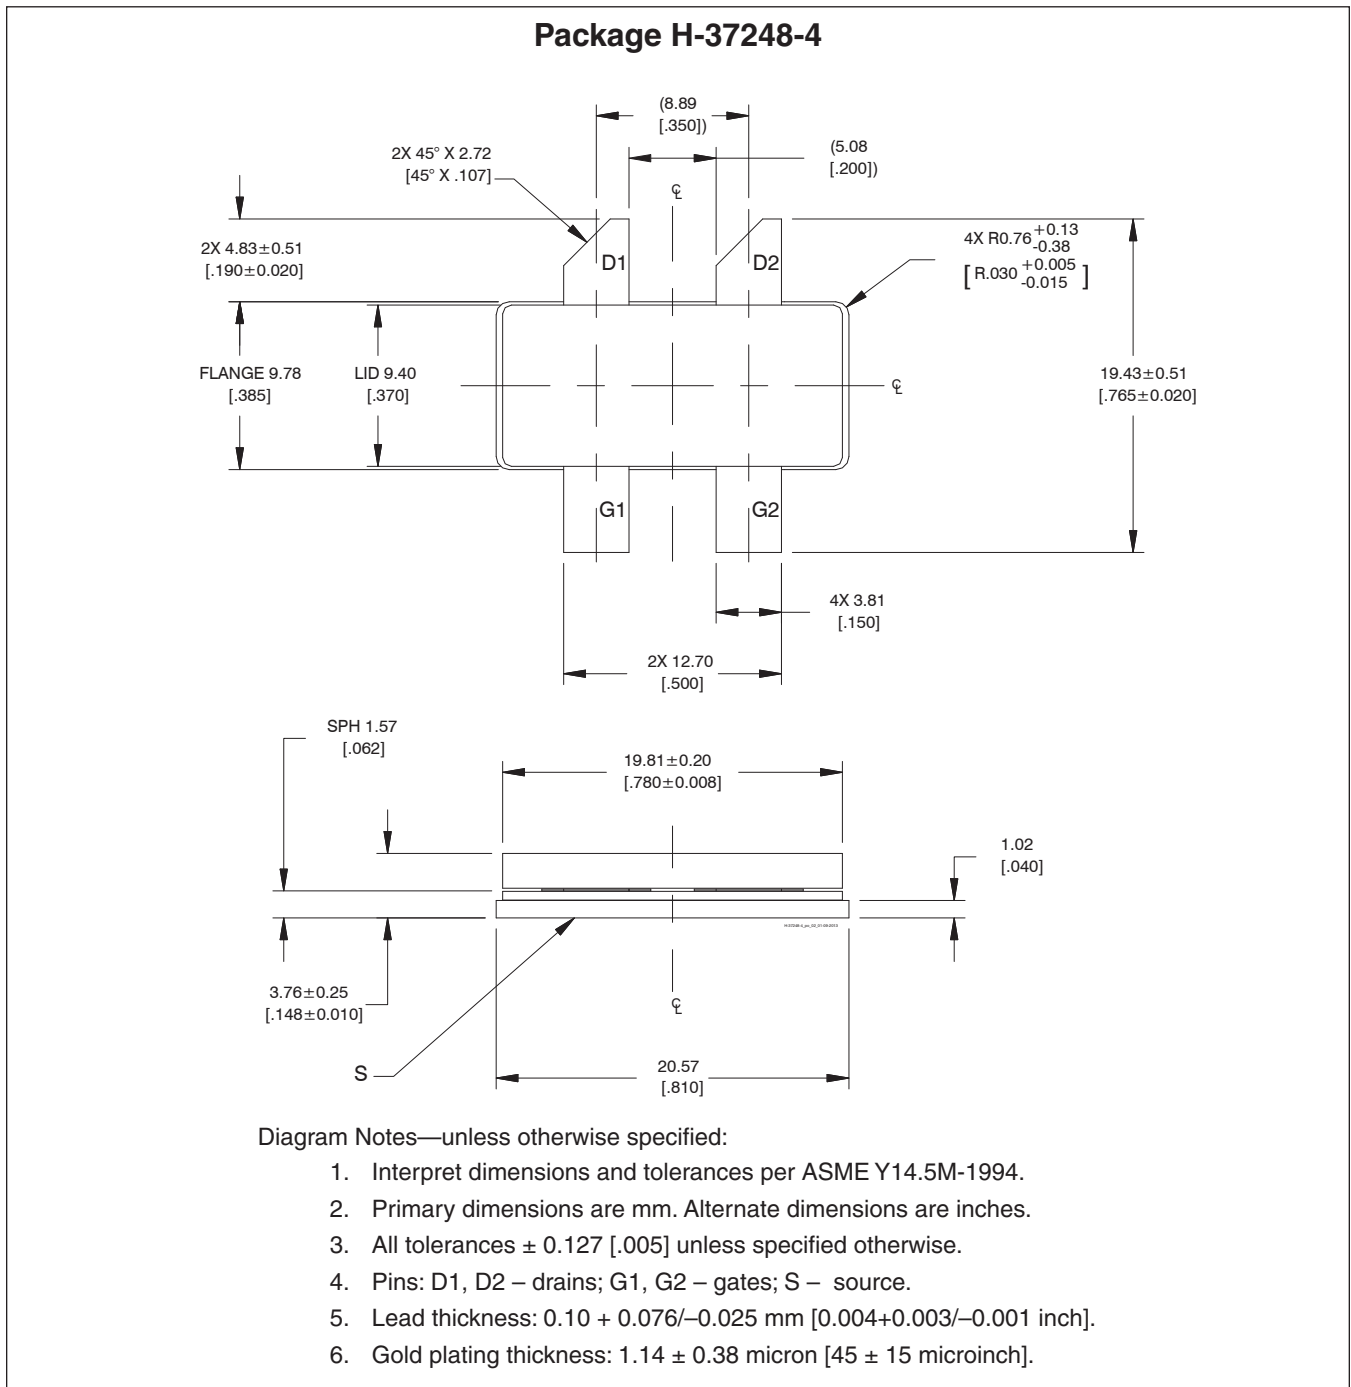 Package H-37248-4
(8.89
[.350])
2X 45° X 2.72
[45° X .107]
(5.08
[.200])
℄
2X 4.83±0.51
[.190±0.020]
4X R0.76 +0.13
-0.38
[ R.030 +0.005
-0.015 ]
D1
D2
FLANGE 9.78
[.385]
LID 9.40
[.370]
℄
19.43±0.51
[.765±0.020]
G1
G2
4X 3.81
[.150]
2X 12.70
[.500]
SPH 1.57
[.062]
19.81±0.20
[.780±0.008]
1.02
[.040]
3.76±0.25
[.148±0.010]
℄
S
20.57
[.810]
Diagram Notes—unless otherwise specified:
1. Interpret dimensions and tolerances per ASME Y14.5M-1994.
2. Primary dimensions are mm. Alternate dimensions are inches.
3. All tolerances ± 0.127 [.005] unless specified otherwise.
4. Pins: D1, D2 – drains; G1, G2 – gates; S – source.
5. Lead thickness: 0.10 + 0.076/–0.025 mm [0.004+0.003/–0.001 inch].
6. Gold plating thickness: 1.14 ± 0.38 micron [45 ± 15 microinch].